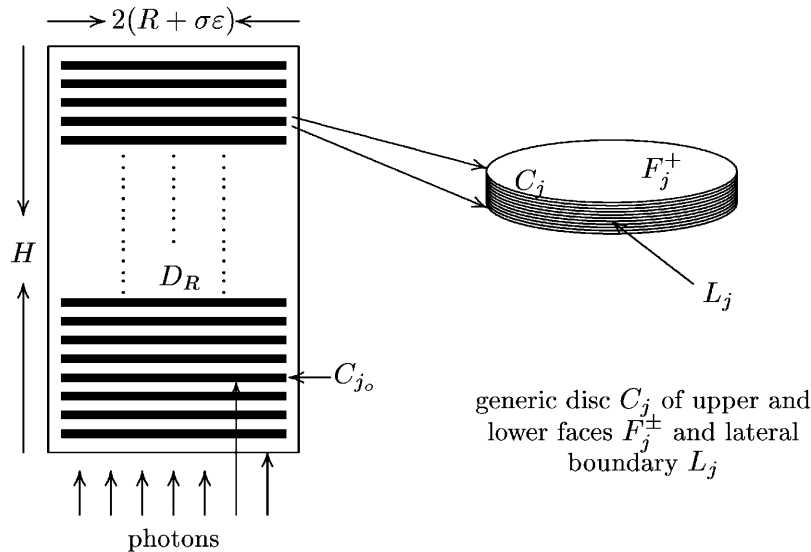 2(R + σε)
F_j^+
C_j
H
D_R
L_j
C_{j_o}
generic disc C_j of upper and
lower faces F_j^± and lateral
boundary L_j
photons